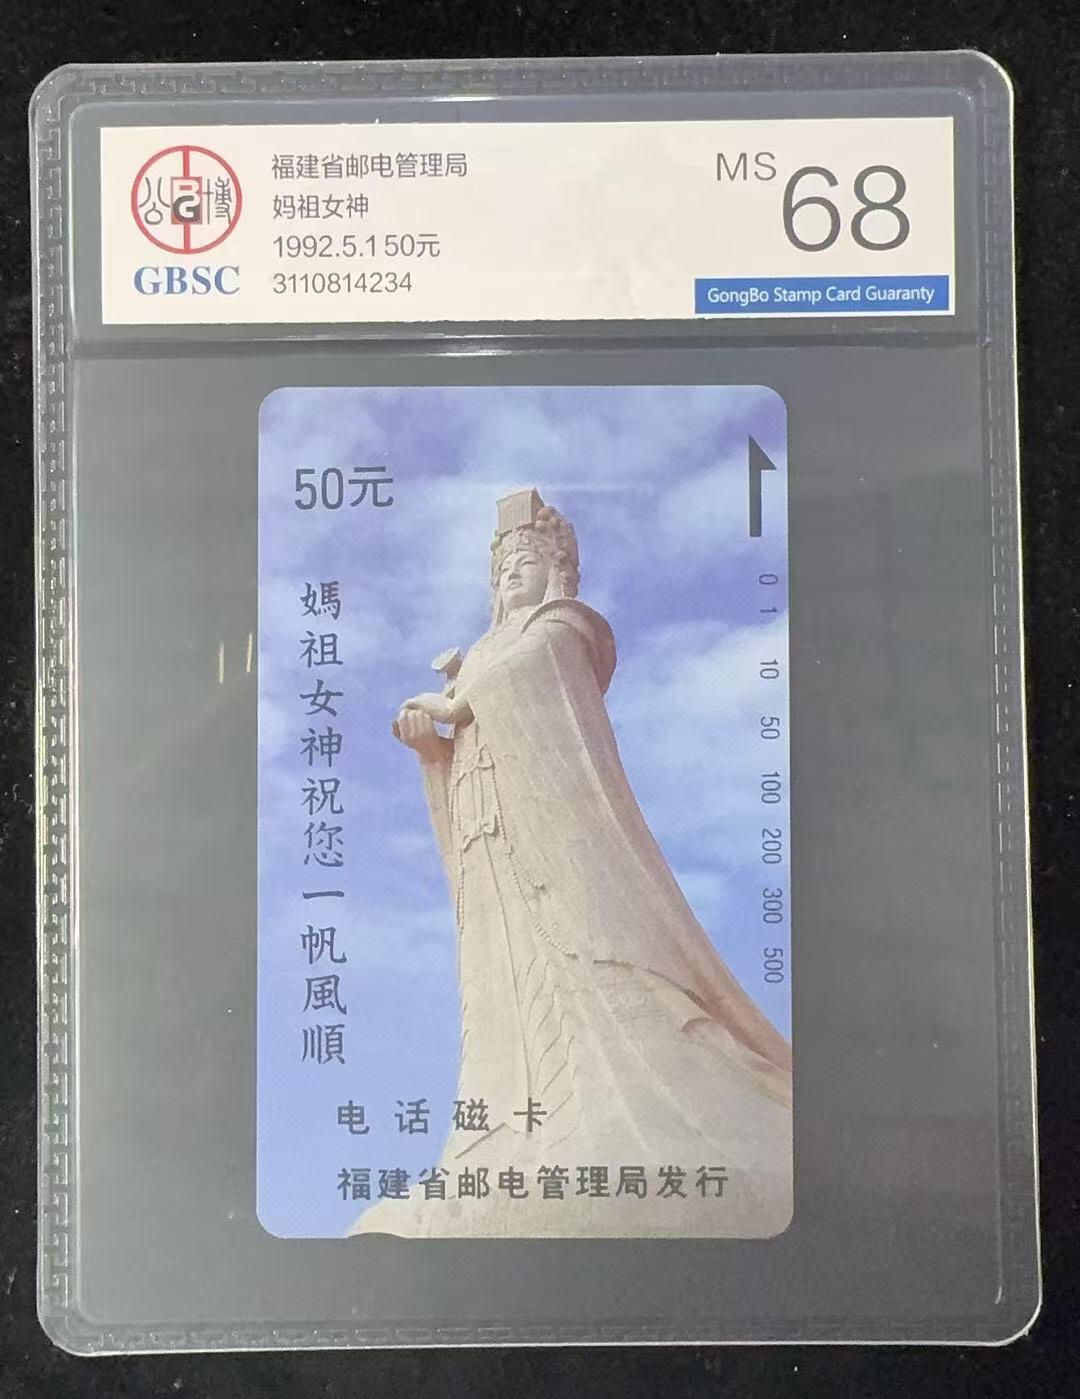 公博
BG
GBSC
福建省邮电管理局
妈祖女神
1992.5.1 50元
3110814234
MS 68
GongBo Stamp Card Guaranty
50元
媽祖女神祝您一帆風順
0 1 10 50 100 200 300 500
电话磁卡
福建省邮电管理局发行